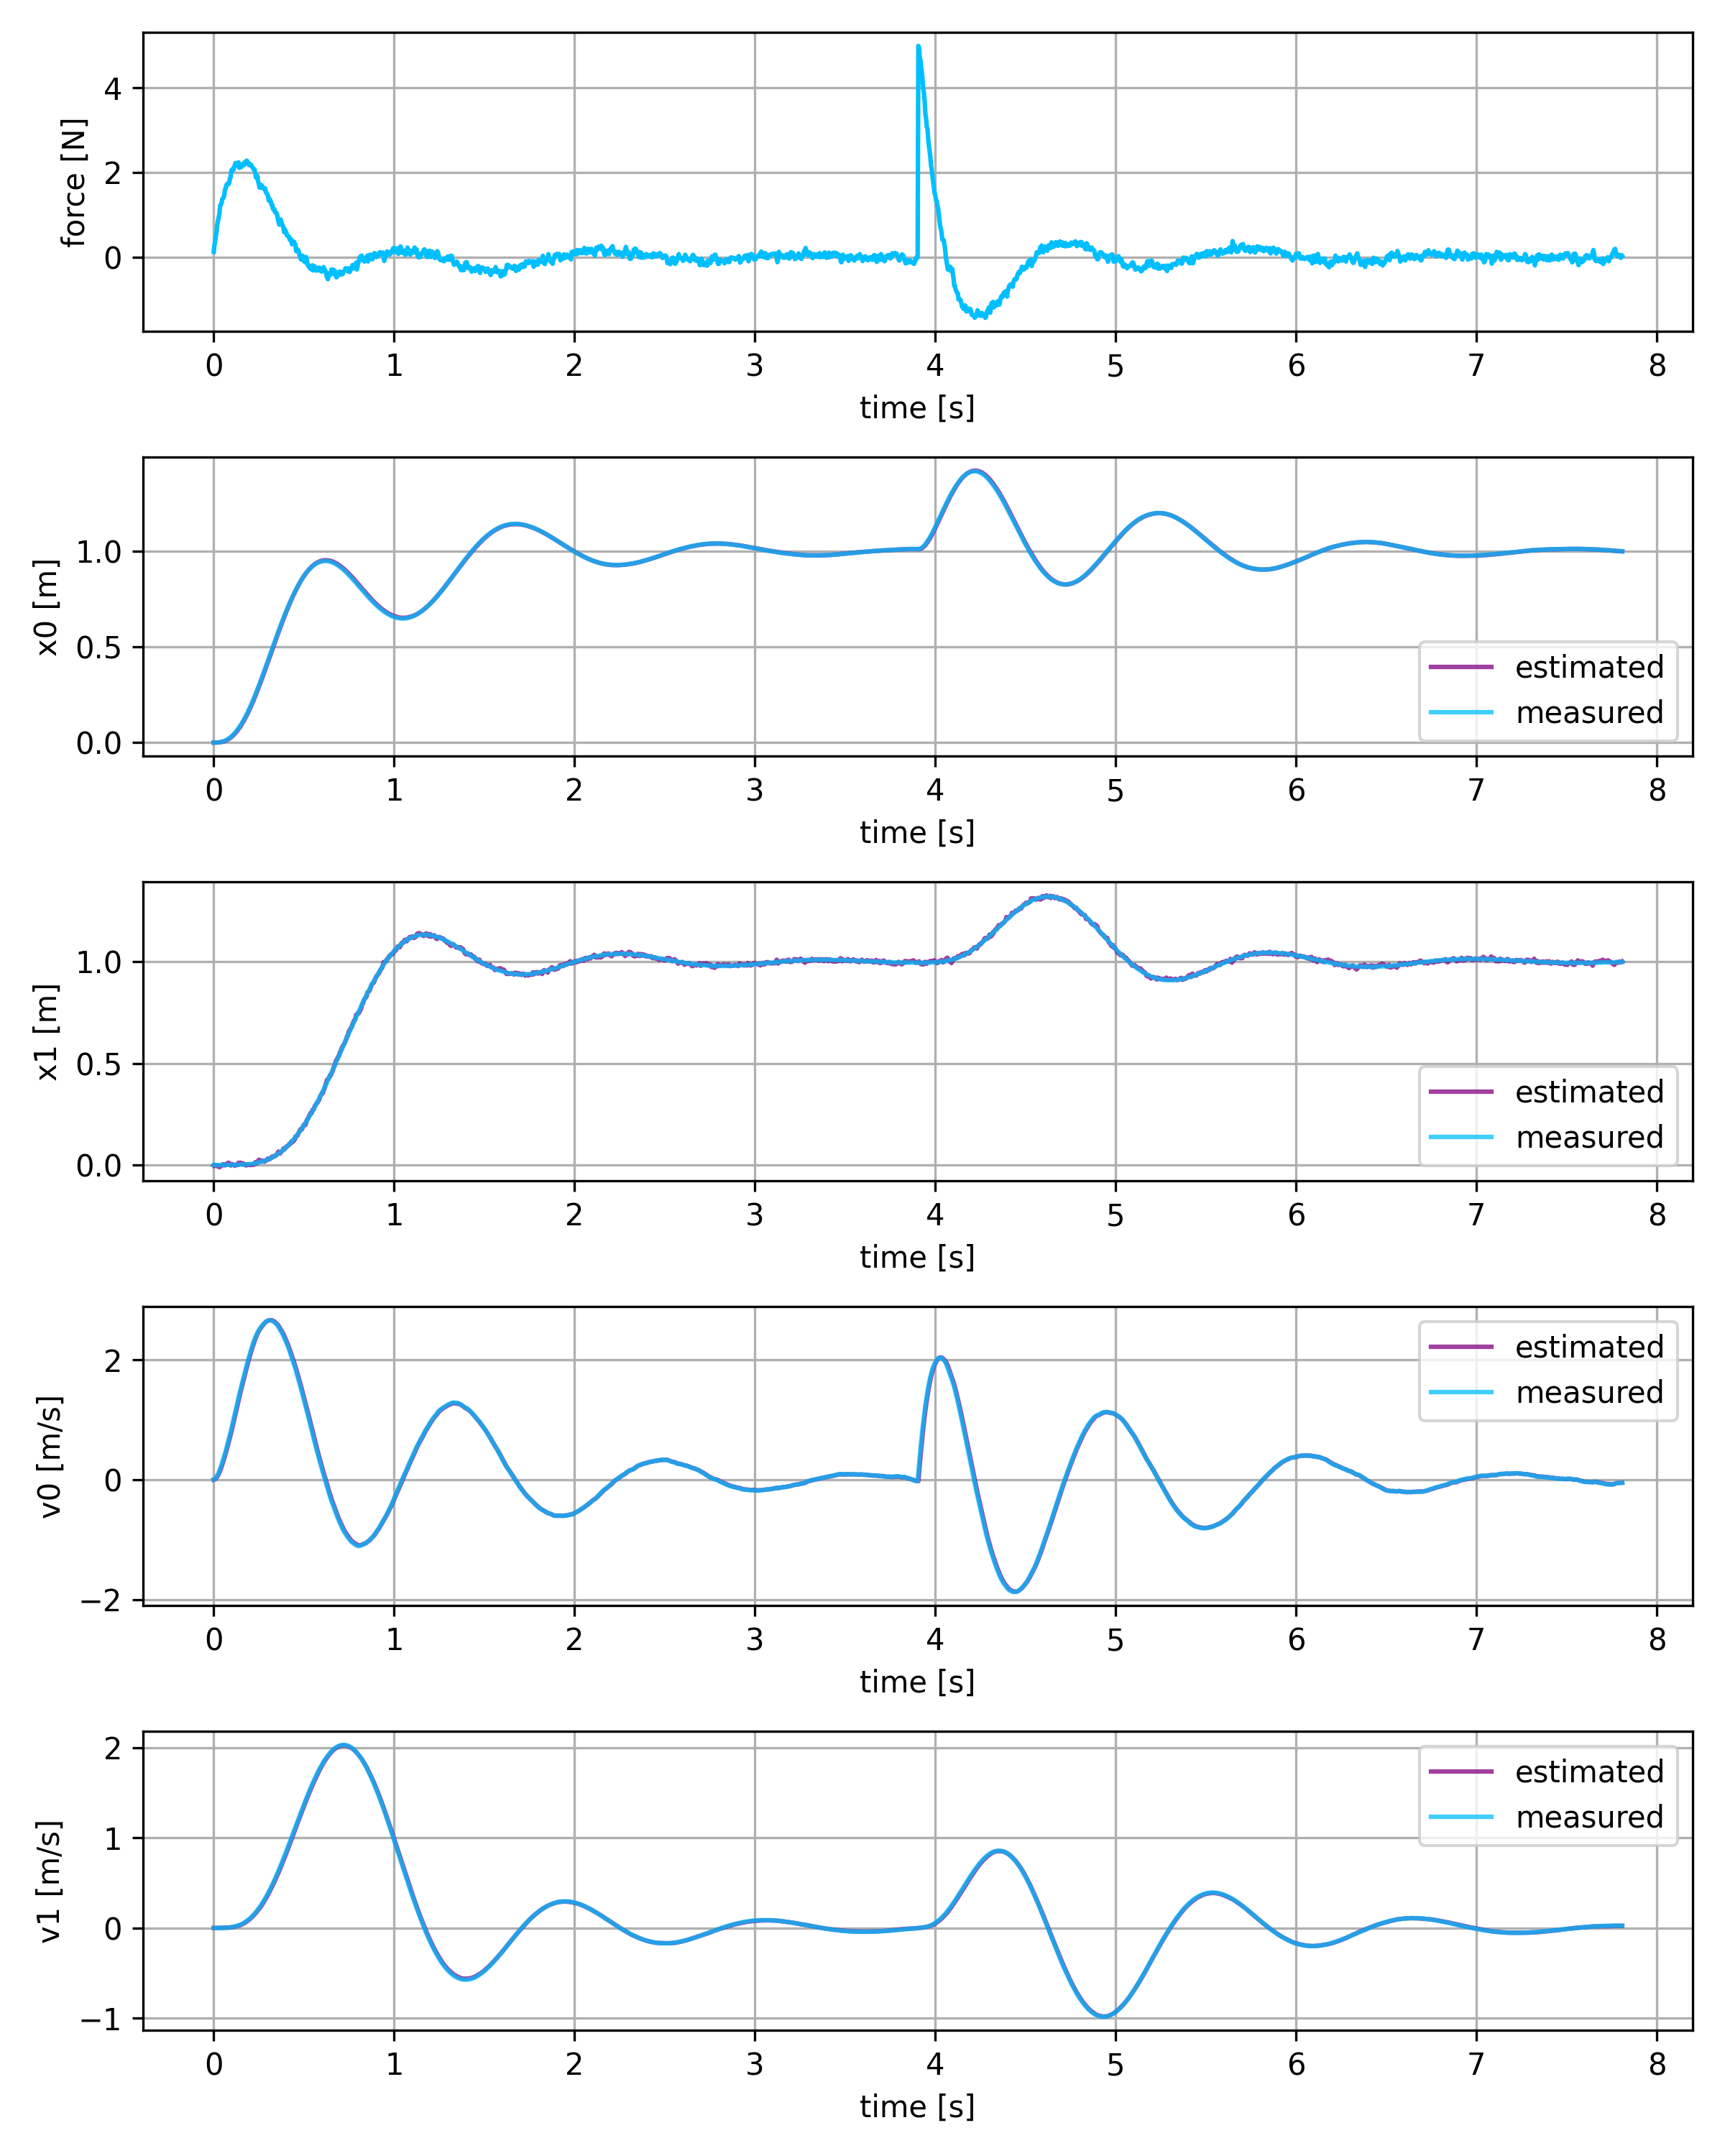 force [N]
4
2
0
0 1 2 3 4 5 6 7 8
time [s]
x0 [m]
1.0
0.5
0.0
estimated
measured
0 1 2 3 4 5 6 7 8
time [s]
x1 [m]
1.0
0.5
0.0
estimated
measured
0 1 2 3 4 5 6 7 8
time [s]
v0 [m/s]
2
0
−2
estimated
measured
0 1 2 3 4 5 6 7 8
time [s]
v1 [m/s]
2
1
0
−1
estimated
measured
0 1 2 3 4 5 6 7 8
time [s]